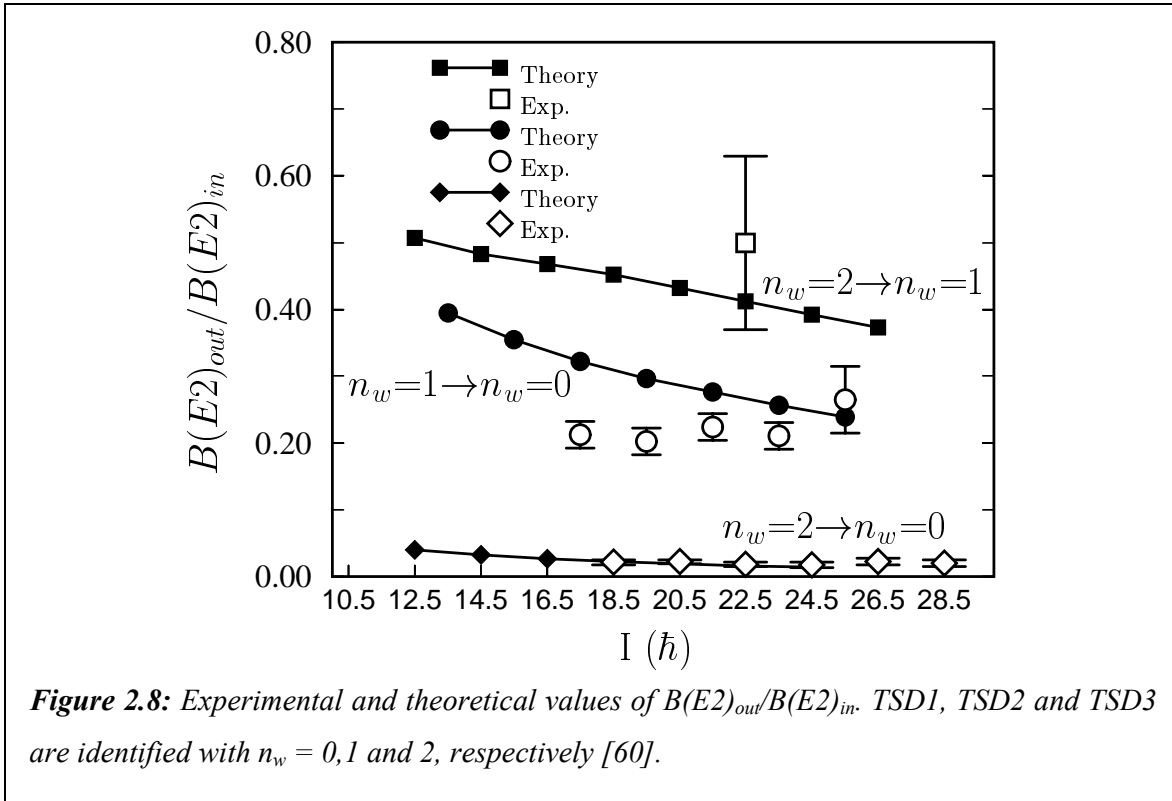 0.80
0.60
0.40
0.20
0.00
B(E2)out/B(E2)in
Theory
Exp.
Theory
Exp.
Theory
Exp.
nw=2→nw=1
nw=1→nw=0
nw=2→nw=0
10.5 12.5 14.5 16.5 18.5 20.5 22.5 24.5 26.5 28.5
I (ħ)
Figure 2.8: Experimental and theoretical values of B(E2)out/B(E2)in. TSD1, TSD2 and TSD3
are identified with nw = 0,1 and 2, respectively [60].